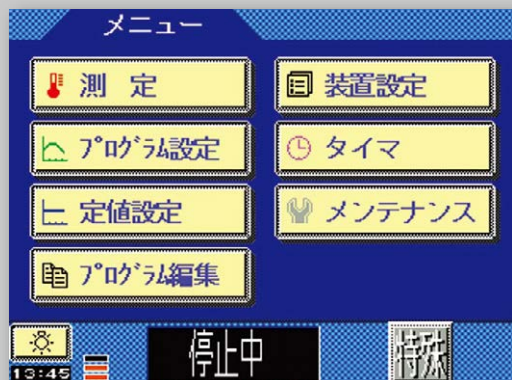 メニュー
測 定
プログラム設定
定値設定
プログラム編集
装置設定
タイマ
メンテナンス
停止中
特殊
13:45